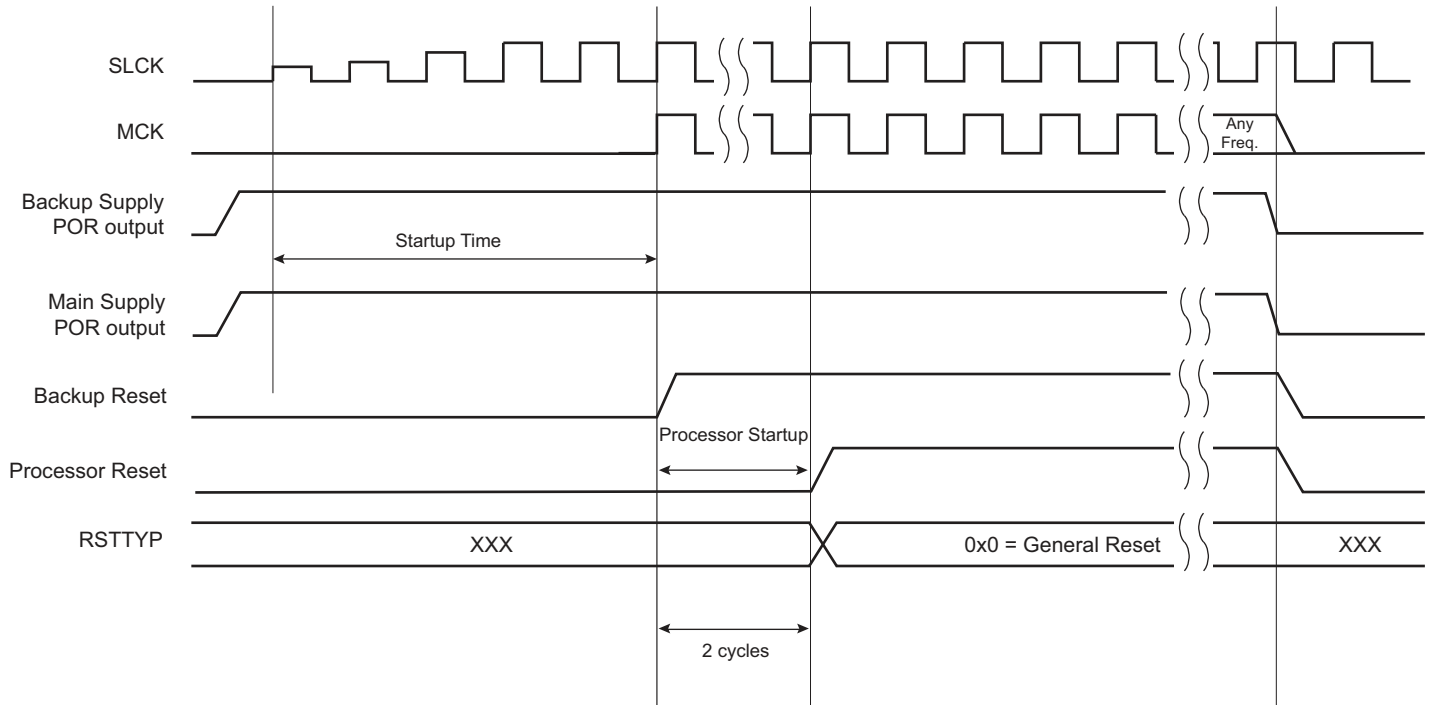 SLCK
MCK
Any
Freq.
Backup Supply
POR output
Startup Time
Main Supply
POR output
Backup Reset
Processor Startup
Processor Reset
RSTTYP
XXX
0x0 = General Reset
XXX
2 cycles